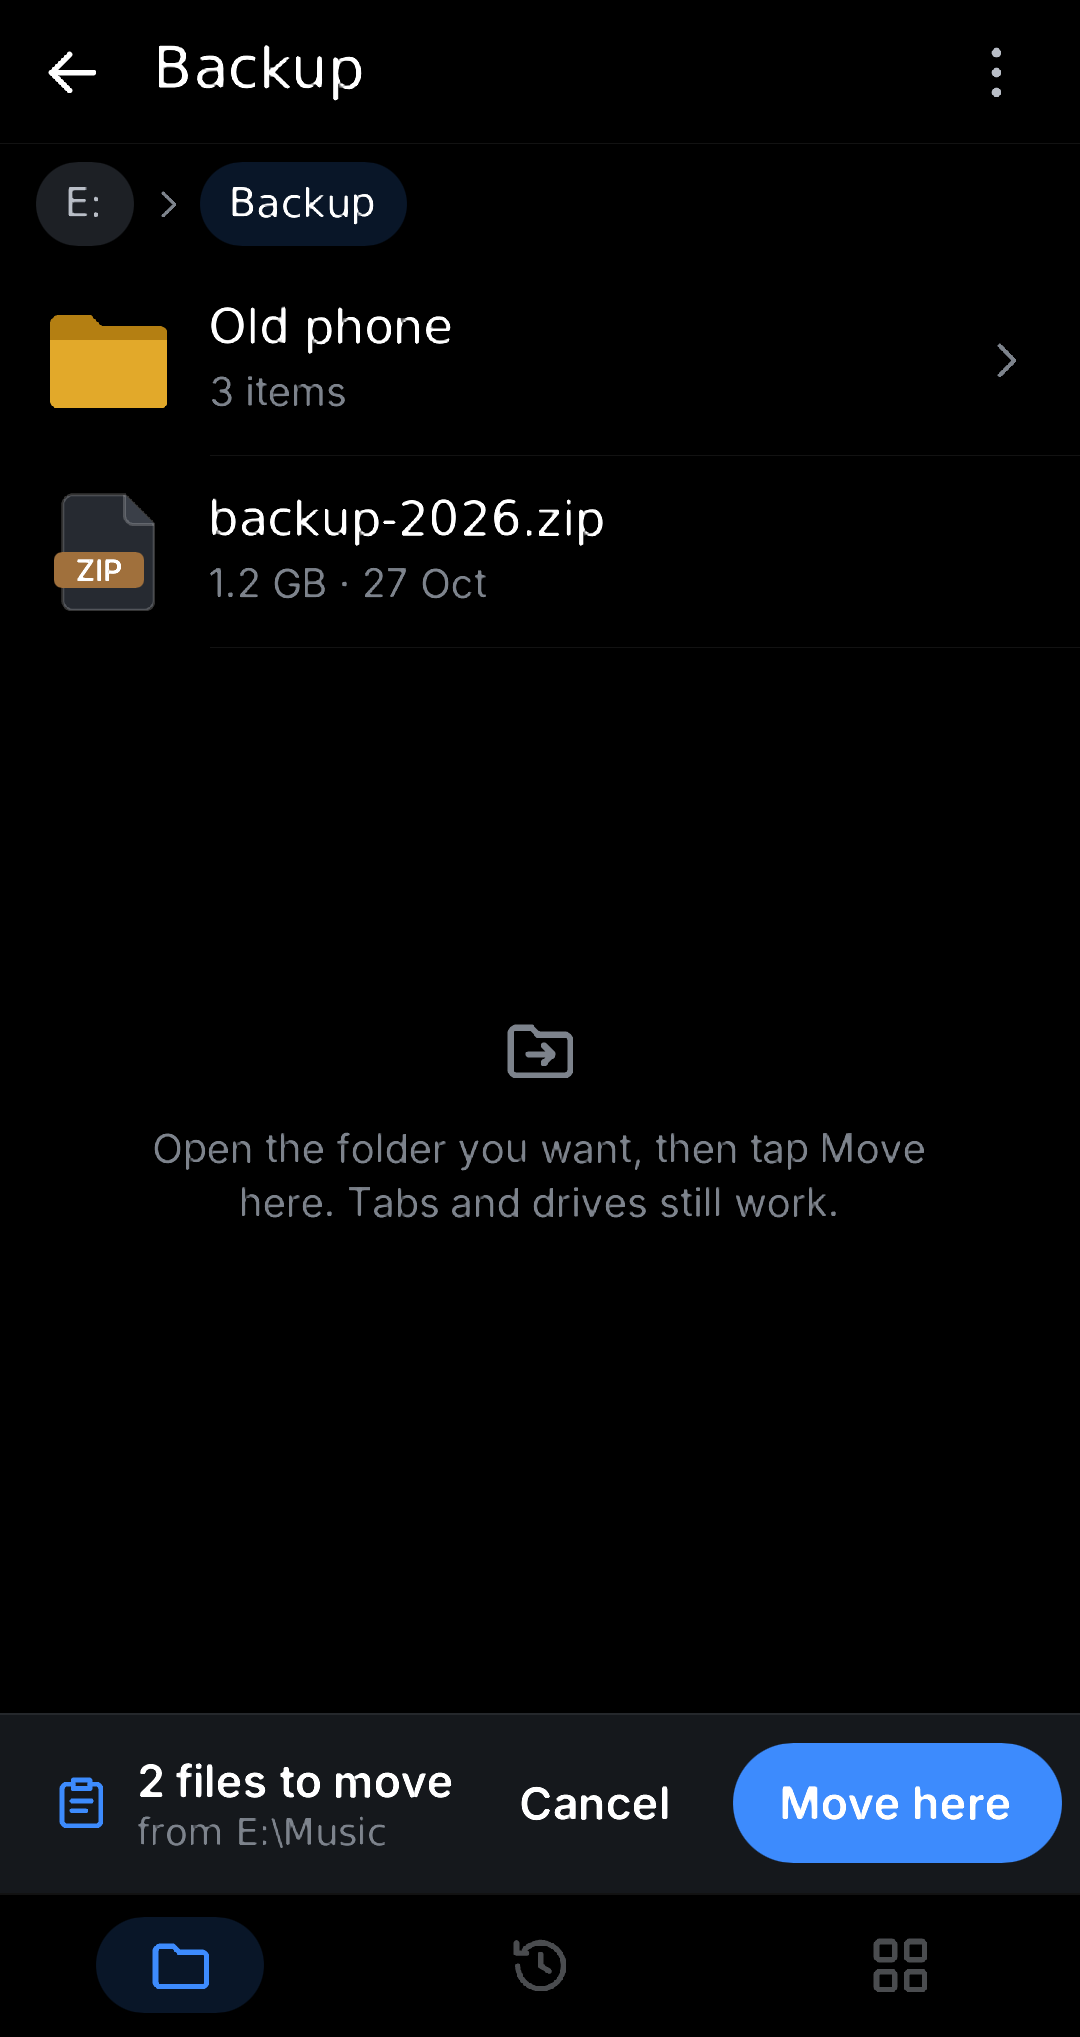 Backup
E:
Backup
Old phone
3 items
backup-2026.zip
ZIP
1.2 GB · 27 Oct
Open the folder you want, then tap Move
here. Tabs and drives still work.
2 files to move
from E:\Music
Cancel
Move here